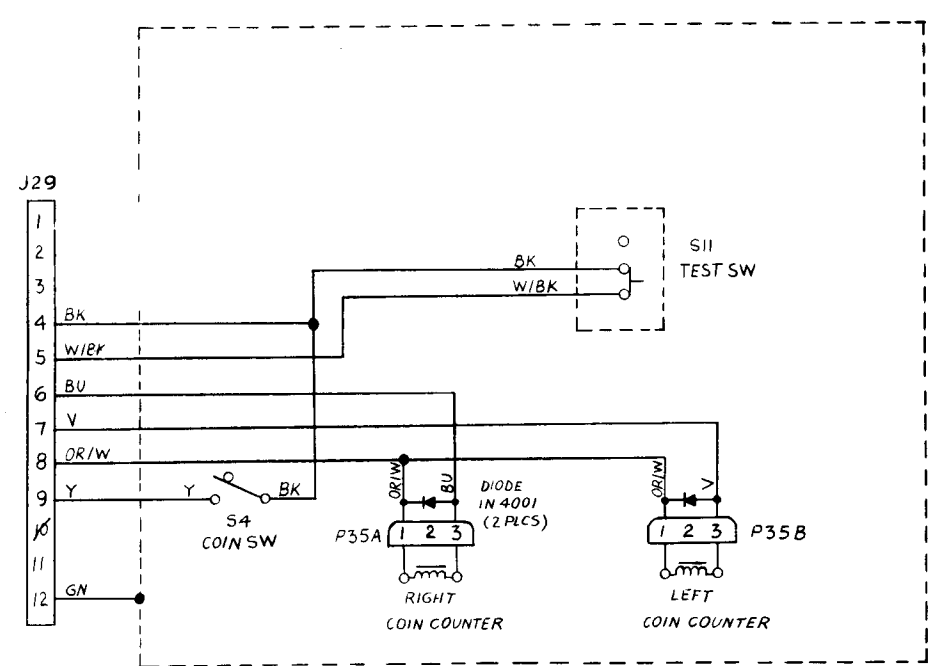 J29
1
2
3
4 BK
5 W/BK
6 BU
7 V
8 OR/W
9 Y
10
11
12 GN
BK
W/BK
S11
TEST SW
Y
BK
S4
COIN SW
OR/W
BU
DIODE
IN 4001
(2 PLCS)
P35A 1 2 3
RIGHT
COIN COUNTER
OR/W
V
1 2 3 P35B
LEFT
COIN COUNTER